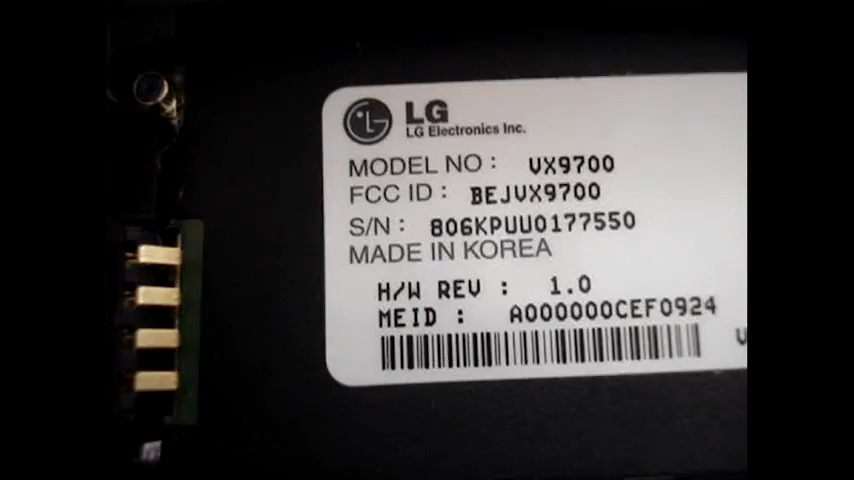 LG
LG Electronics Inc.
MODEL NO : VX9700
FCC ID : BEJVX9700
S/N : 806KPUU0177550
MADE IN KOREA
H/W REV : 1.0
MEID : A000000CEF0924